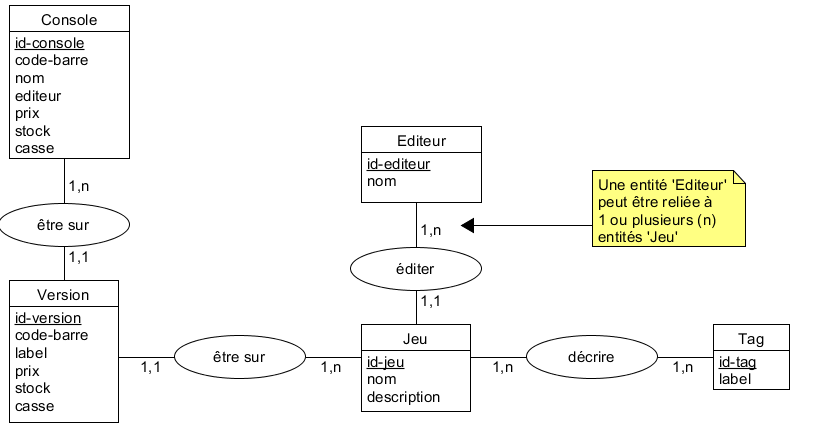 Console
id-console
code-barre
nom
editeur
prix
stock
casse
1,n
être sur
1,1
Version
id-version
code-barre
label
prix
stock
casse
1,1
être sur
1,n
Editeur
id-editeur
nom
1,n
éditer
1,1
Jeu
id-jeu
nom
description
1,n
décrire
1,n
Tag
id-tag
label
Une entité 'Editeur'
peut être reliée à
1 ou plusieurs (n)
entités 'Jeu'